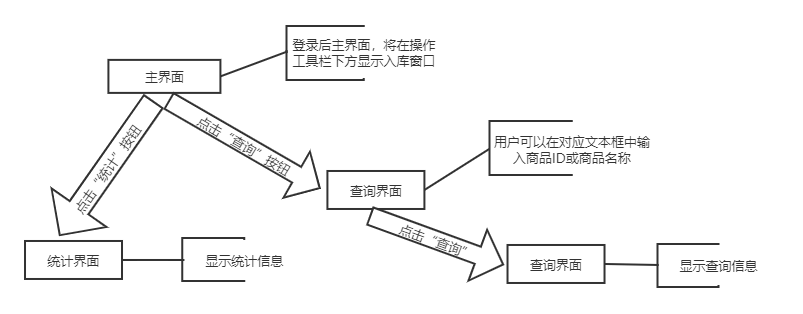 登录后主界面，将在操作
工具栏下方显示入库窗口
主界面
点击“统计”按钮
点击“查询”按钮
用户可以在对应文本框中输
入商品ID或商品名称
查询界面
点击“查询”
统计界面
显示统计信息
查询界面
显示查询信息